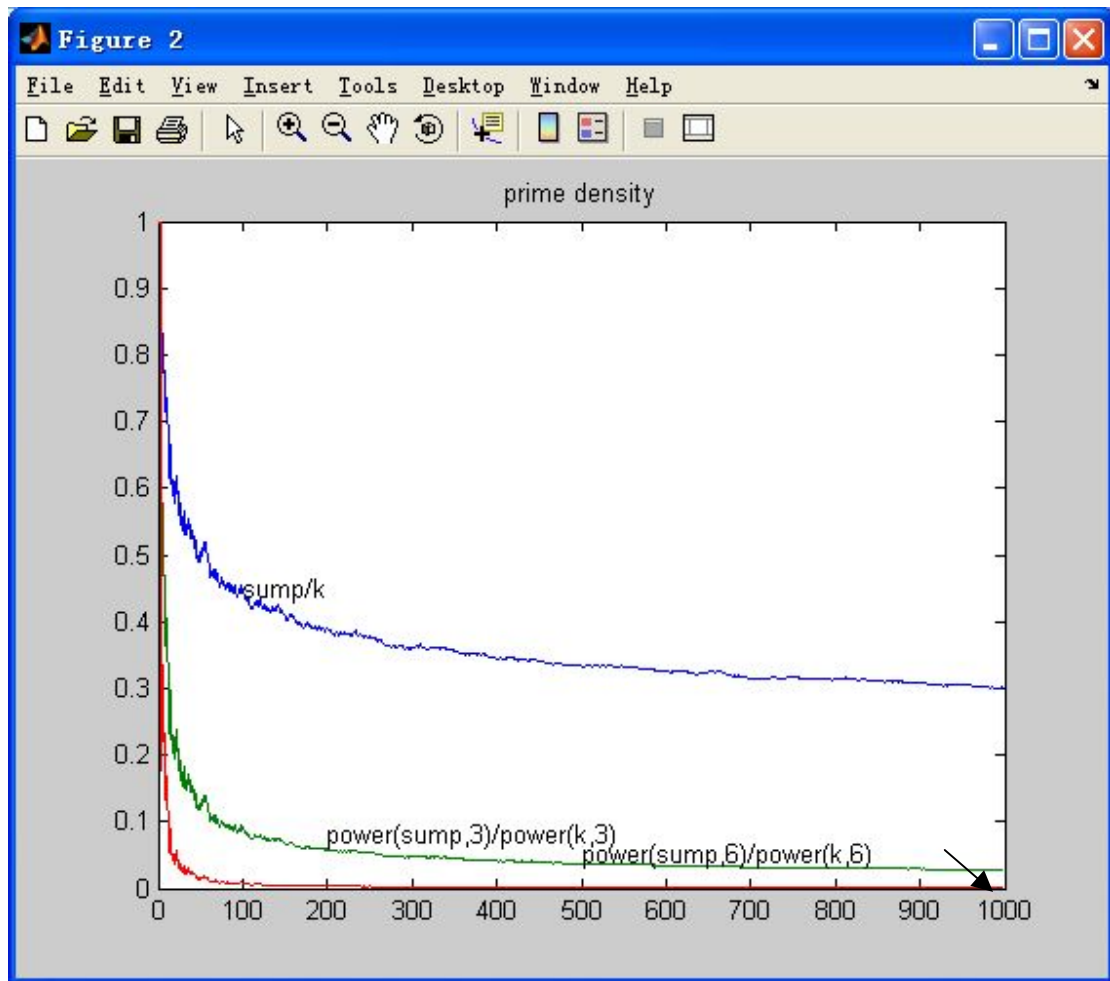 Figure 2
File Edit View Insert Tools Desktop Window Help
prime density
1
0.9
0.8
0.7
0.6
0.5
0.4
0.3
0.2
0.1
0
sump/k
power(sump,3)/power(k,3)
power(sump,6)/power(k,6)
0 100 200 300 400 500 600 700 800 900 1000